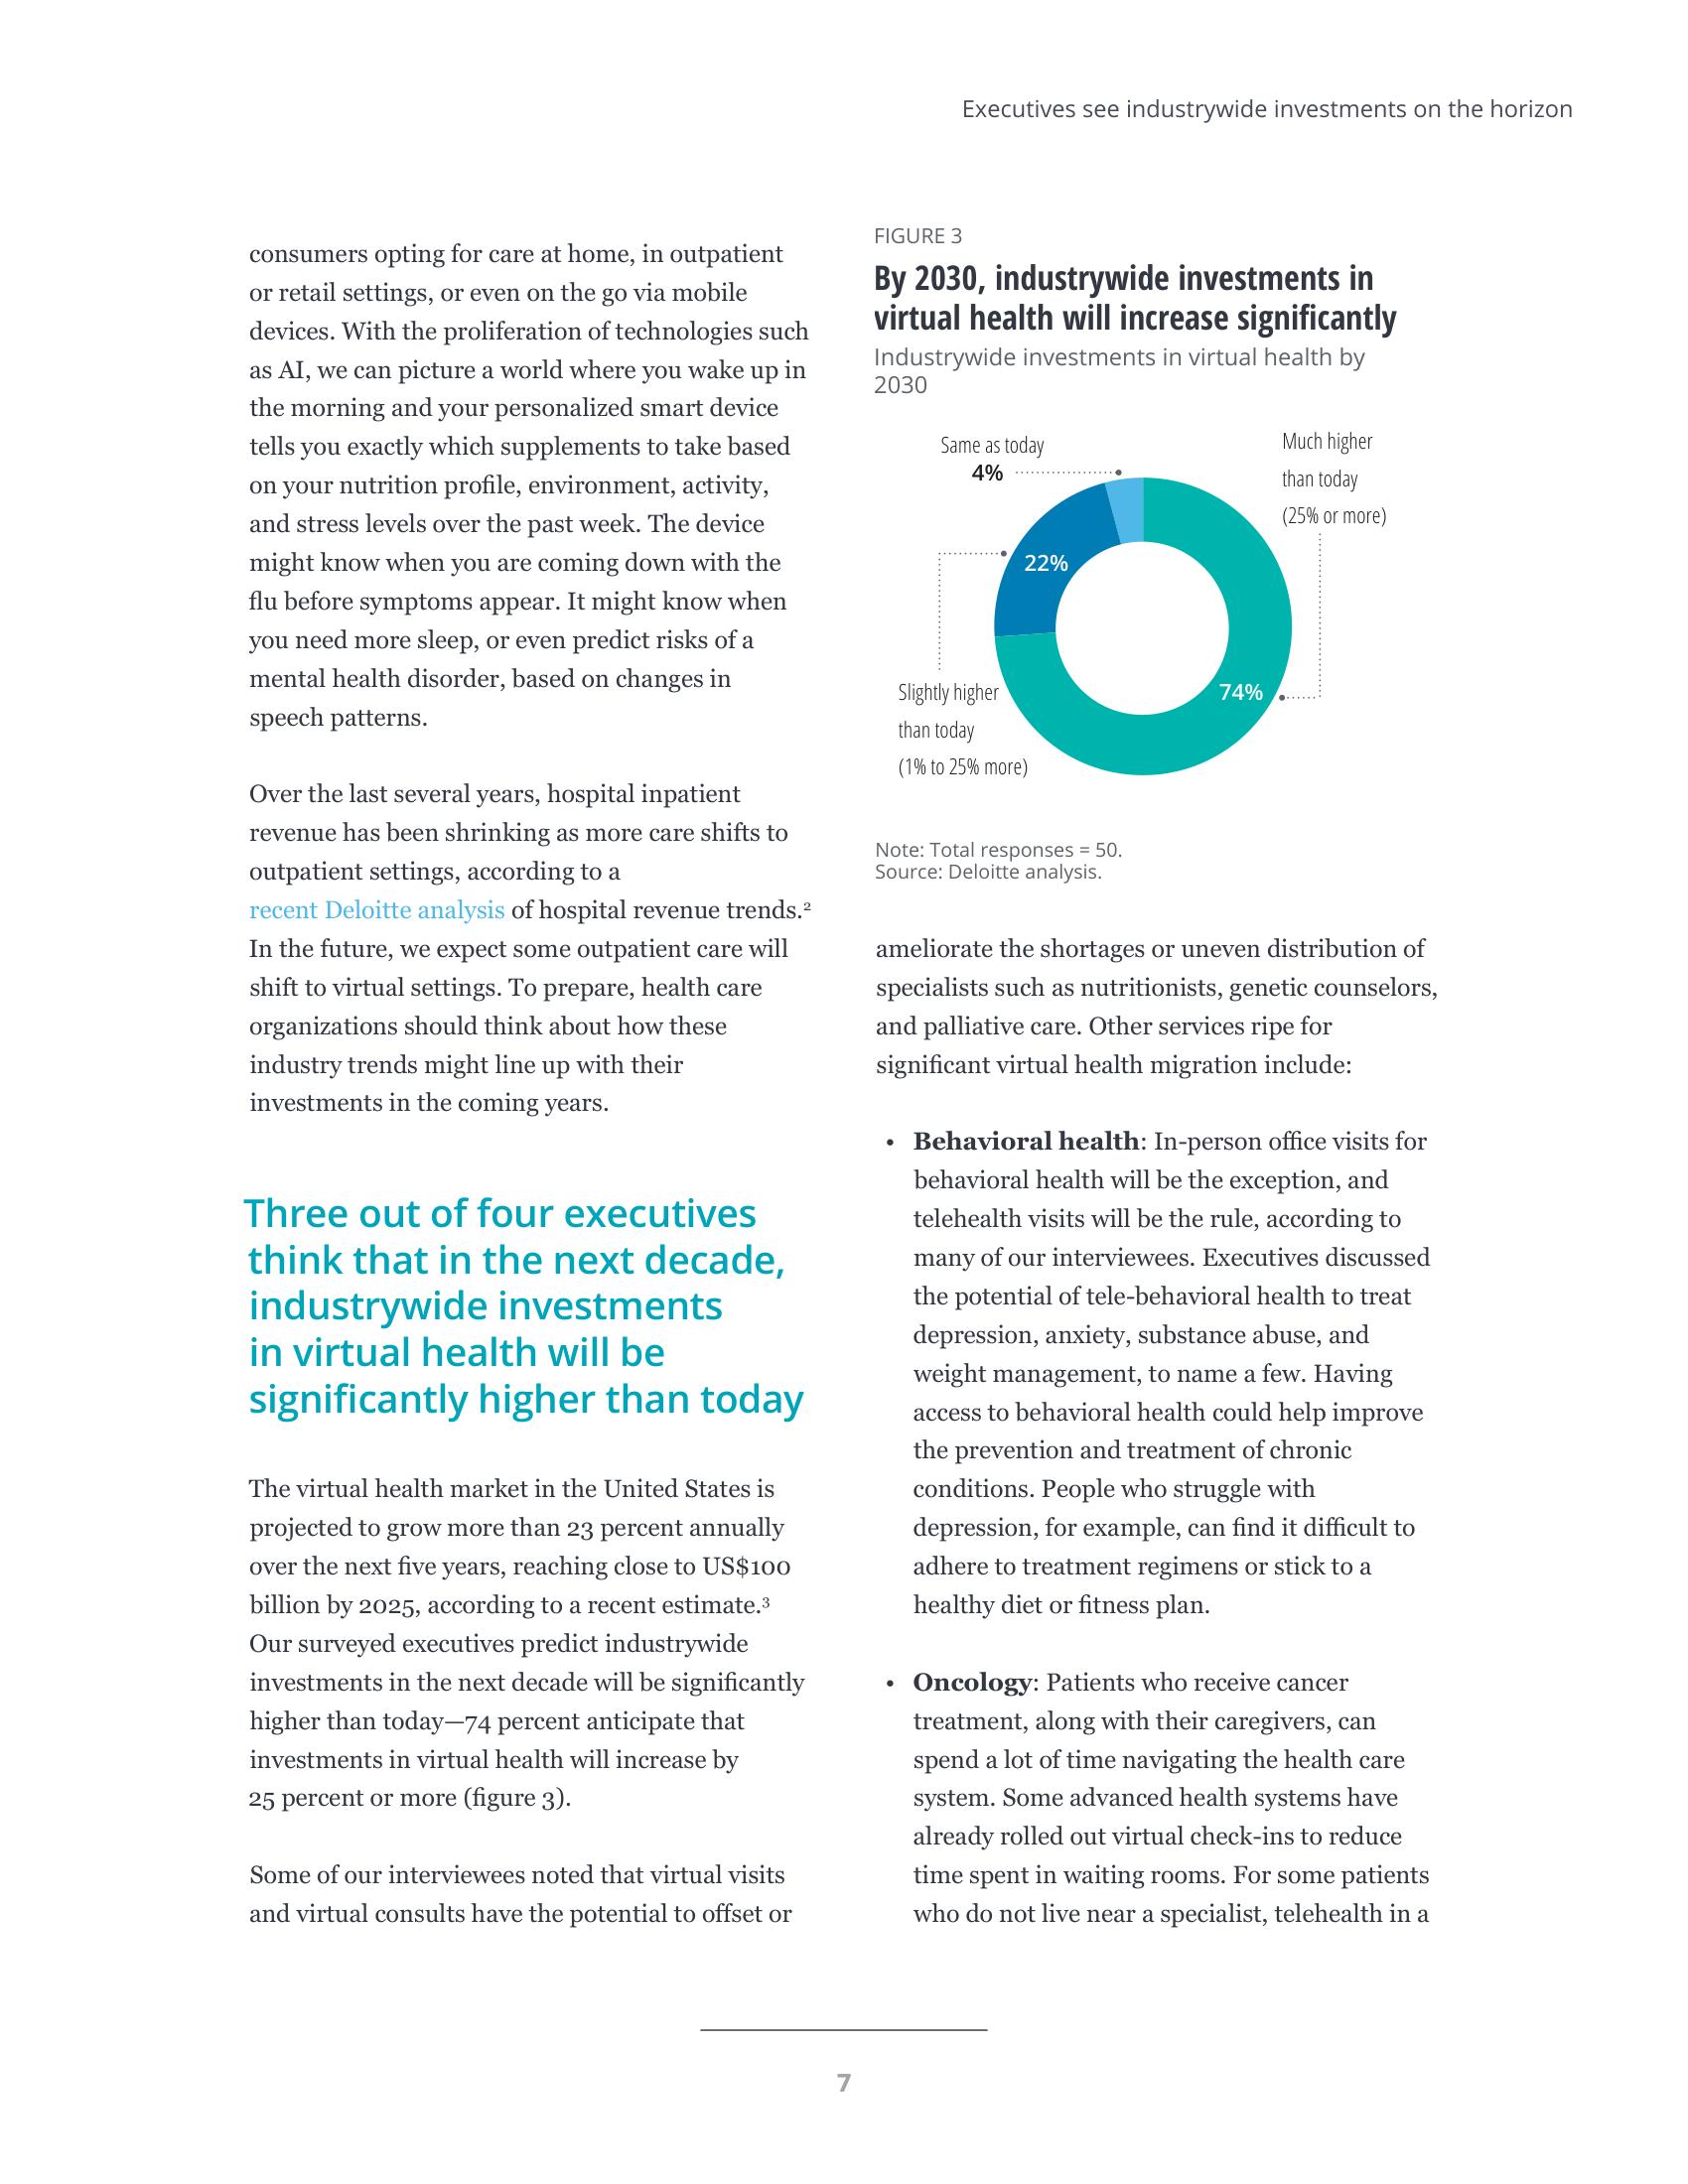 Executives see industrywide investments on the horizon
consumers opting for care at home, in outpatient
or retail settings, or even on the go via mobile
devices. With the proliferation of technologies such
as AI, we can picture a world where you wake up in
the morning and your personalized smart device
tells you exactly which supplements to take based
on your nutrition profile, environment, activity,
and stress levels over the past week. The device
might know when you are coming down with the
flu before symptoms appear. It might know when
you need more sleep, or even predict risks of a
mental health disorder, based on changes in
speech patterns.
Over the last several years, hospital inpatient
revenue has been shrinking as more care shifts to
outpatient settings, according to a
recent Deloitte analysis of hospital revenue trends.²
In the future, we expect some outpatient care will
shift to virtual settings. To prepare, health care
organizations should think about how these
industry trends might line up with their
investments in the coming years.
Three out of four executives
think that in the next decade,
industrywide investments
in virtual health will be
significantly higher than today
The virtual health market in the United States is
projected to grow more than 23 percent annually
over the next five years, reaching close to US$100
billion by 2025, according to a recent estimate.³
Our surveyed executives predict industrywide
investments in the next decade will be significantly
higher than today—74 percent anticipate that
investments in virtual health will increase by
25 percent or more (figure 3).
Some of our interviewees noted that virtual visits
and virtual consults have the potential to offset or
FIGURE 3
By 2030, industrywide investments in
virtual health will increase significantly
Industrywide investments in virtual health by
2030
Same as today
4%
Much higher
than today
(25% or more)
22%
74%
Slightly higher
than today
(1% to 25% more)
Note: Total responses = 50.
Source: Deloitte analysis.
ameliorate the shortages or uneven distribution of
specialists such as nutritionists, genetic counselors,
and palliative care. Other services ripe for
significant virtual health migration include:
• Behavioral health: In-person office visits for
behavioral health will be the exception, and
telehealth visits will be the rule, according to
many of our interviewees. Executives discussed
the potential of tele-behavioral health to treat
depression, anxiety, substance abuse, and
weight management, to name a few. Having
access to behavioral health could help improve
the prevention and treatment of chronic
conditions. People who struggle with
depression, for example, can find it difficult to
adhere to treatment regimens or stick to a
healthy diet or fitness plan.
• Oncology: Patients who receive cancer
treatment, along with their caregivers, can
spend a lot of time navigating the health care
system. Some advanced health systems have
already rolled out virtual check-ins to reduce
time spent in waiting rooms. For some patients
who do not live near a specialist, telehealth in a
7